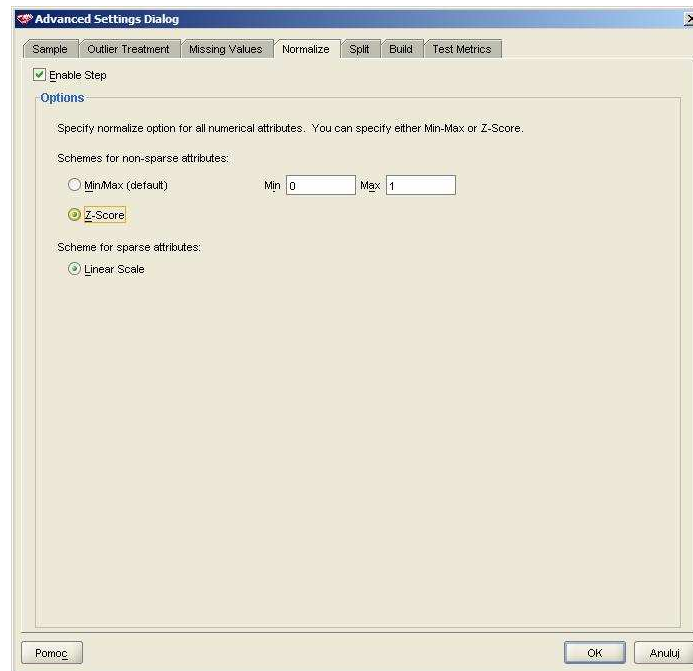 Advanced Settings Dialog
Sample Outlier Treatment Missing Values Normalize Split Build Test Metrics
Enable Step
Options
Specify normalize option for all numerical attributes. You can specify either Min-Max or Z-Score.
Schemes for non-sparse attributes:
Min/Max (default) Min 0 Max 1
Z-Score
Scheme for sparse attributes:
Linear Scale
Pomoc OK Anuluj